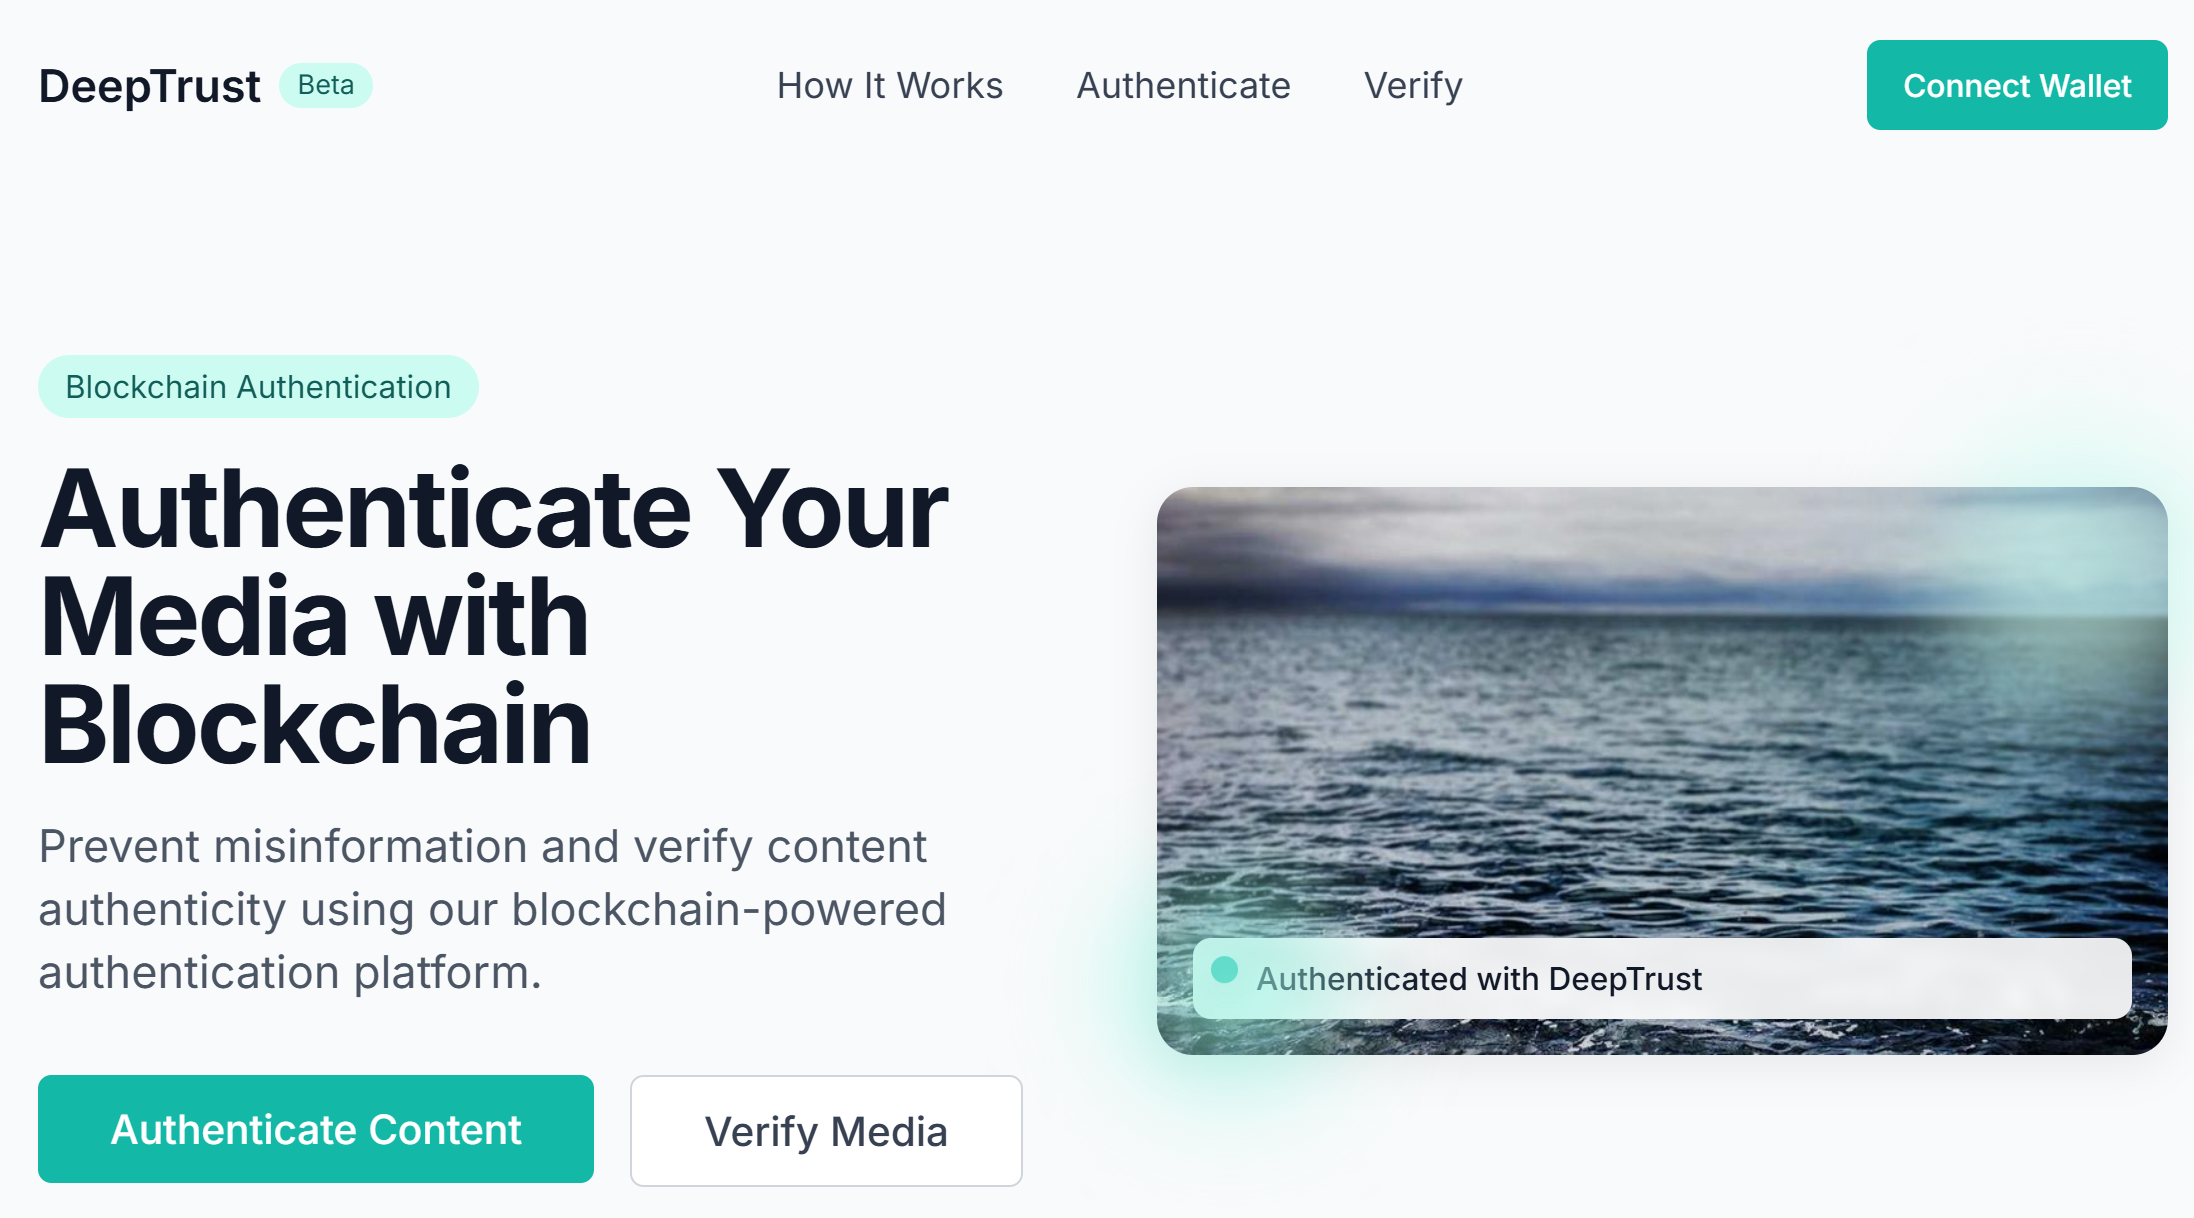 DeepTrust Beta How It Works Authenticate Verify Connect Wallet
Blockchain Authentication
Authenticate Your
Media with
Blockchain
Prevent misinformation and verify content
authenticity using our blockchain-powered
authentication platform.
Authenticated with DeepTrust
Authenticate Content Verify Media